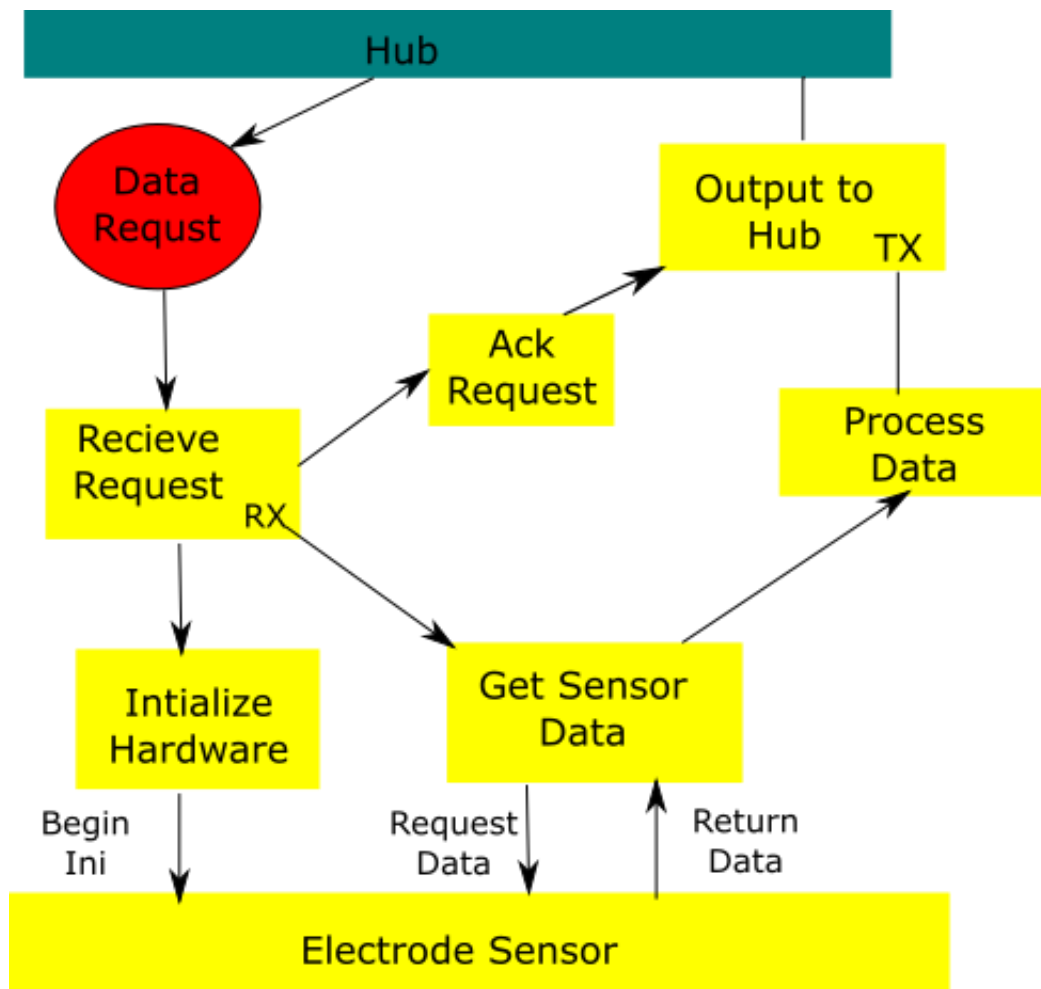 Hub
Data
Requst
Output to
Hub
TX
Ack
Request
Recieve
Request
RX
Process
Data
Intialize
Hardware
Get Sensor
Data
Begin
Ini
Request
Data
Return
Data
Electrode Sensor